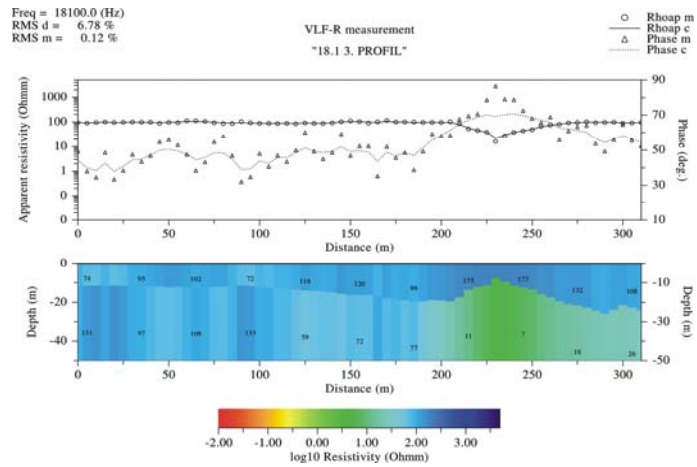 Freq = 18100.0 (Hz)
RMS d = 6.78 %
RMS m = 0.12 %
VLF-R measurement
"18.1 3. PROFIL"
Rhoap m
Rhoap c
Phase m
Phase c
Apparent resistivity (Ohmm)
1000
100
10
1
0
0
90
70
50
30
10
Phase (deg.)
0 50 100 150 200 250 300
Distance (m)
Depth (m)
0
-20
-40
74 95 102 72 118 120 96 155 177 132 108
131 97 108 133 59 72 77 11 7 18 26
-10
-30
-50
Depth (m)
0 50 100 150 200 250 300
Distance (m)
-2.00 -1.00 0.00 1.00 2.00 3.00
log10 Resistivity (Ohmm)